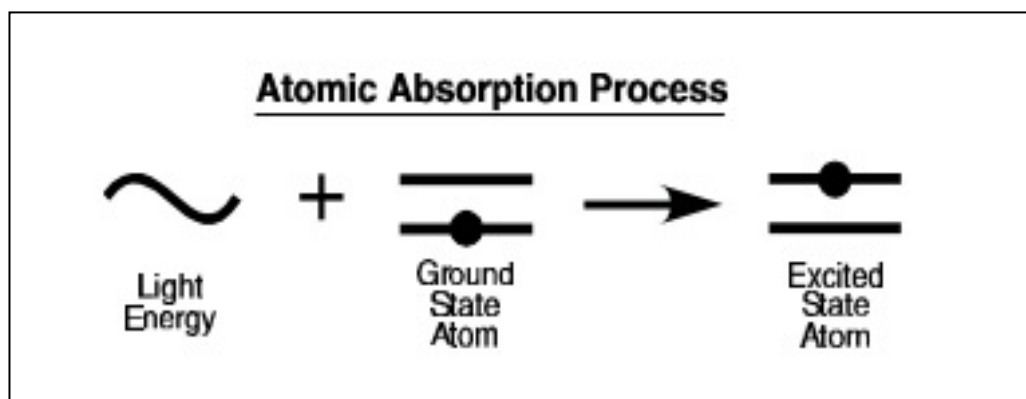 Atomic Absorption Process
+
Light
Energy
Ground
State
Atom
Excited
State
Atom